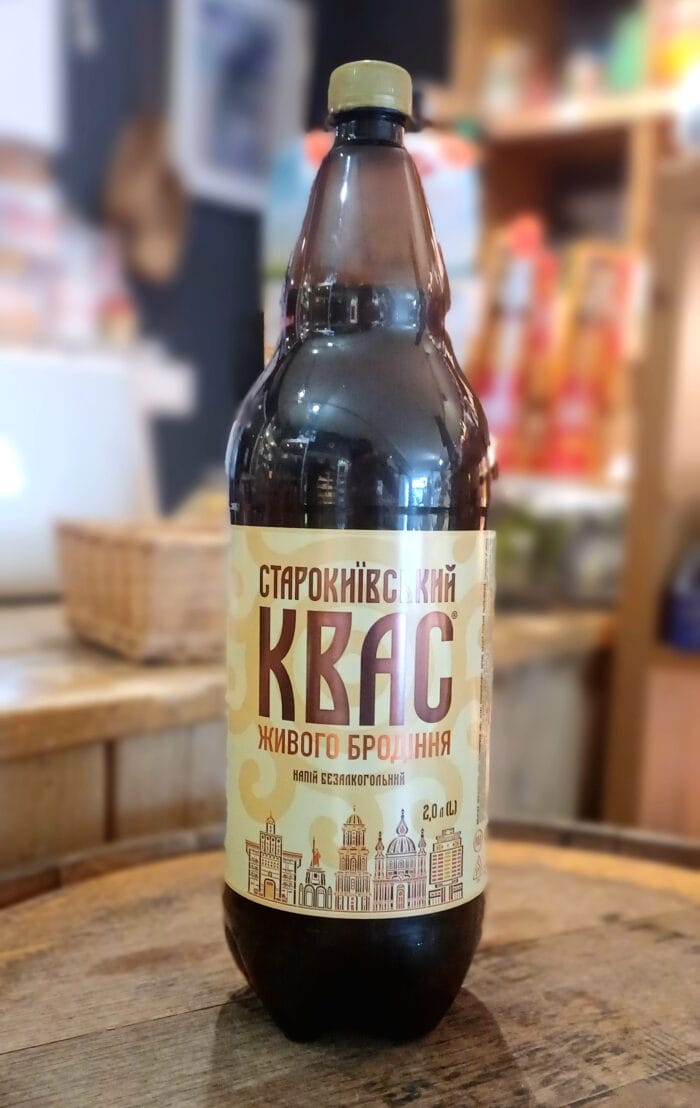 СТАРОКИЇВСЬКИЙ
КВАС®
ЖИВОГО БРОДІННЯ
НАПІЙ БЕЗАЛКОГОЛЬНИЙ
2,0 л (L)